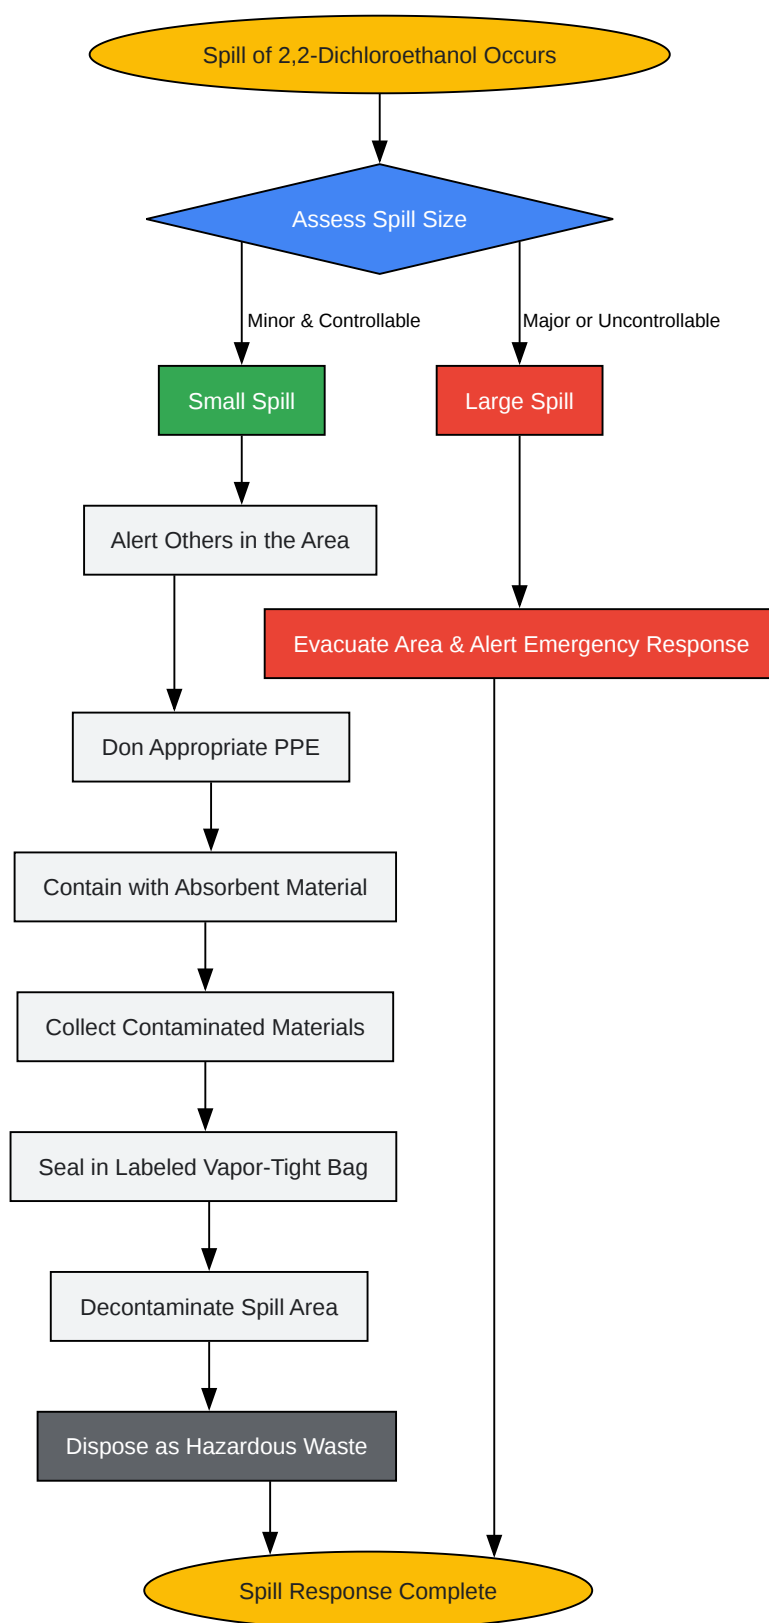 Spill of 2,2-Dichloroethanol Occurs
Assess Spill Size
Minor & Controllable
Major or Uncontrollable
Small Spill
Large Spill
Alert Others in the Area
Evacuate Area & Alert Emergency Response
Don Appropriate PPE
Contain with Absorbent Material
Collect Contaminated Materials
Seal in Labeled Vapor-Tight Bag
Decontaminate Spill Area
Dispose as Hazardous Waste
Spill Response Complete